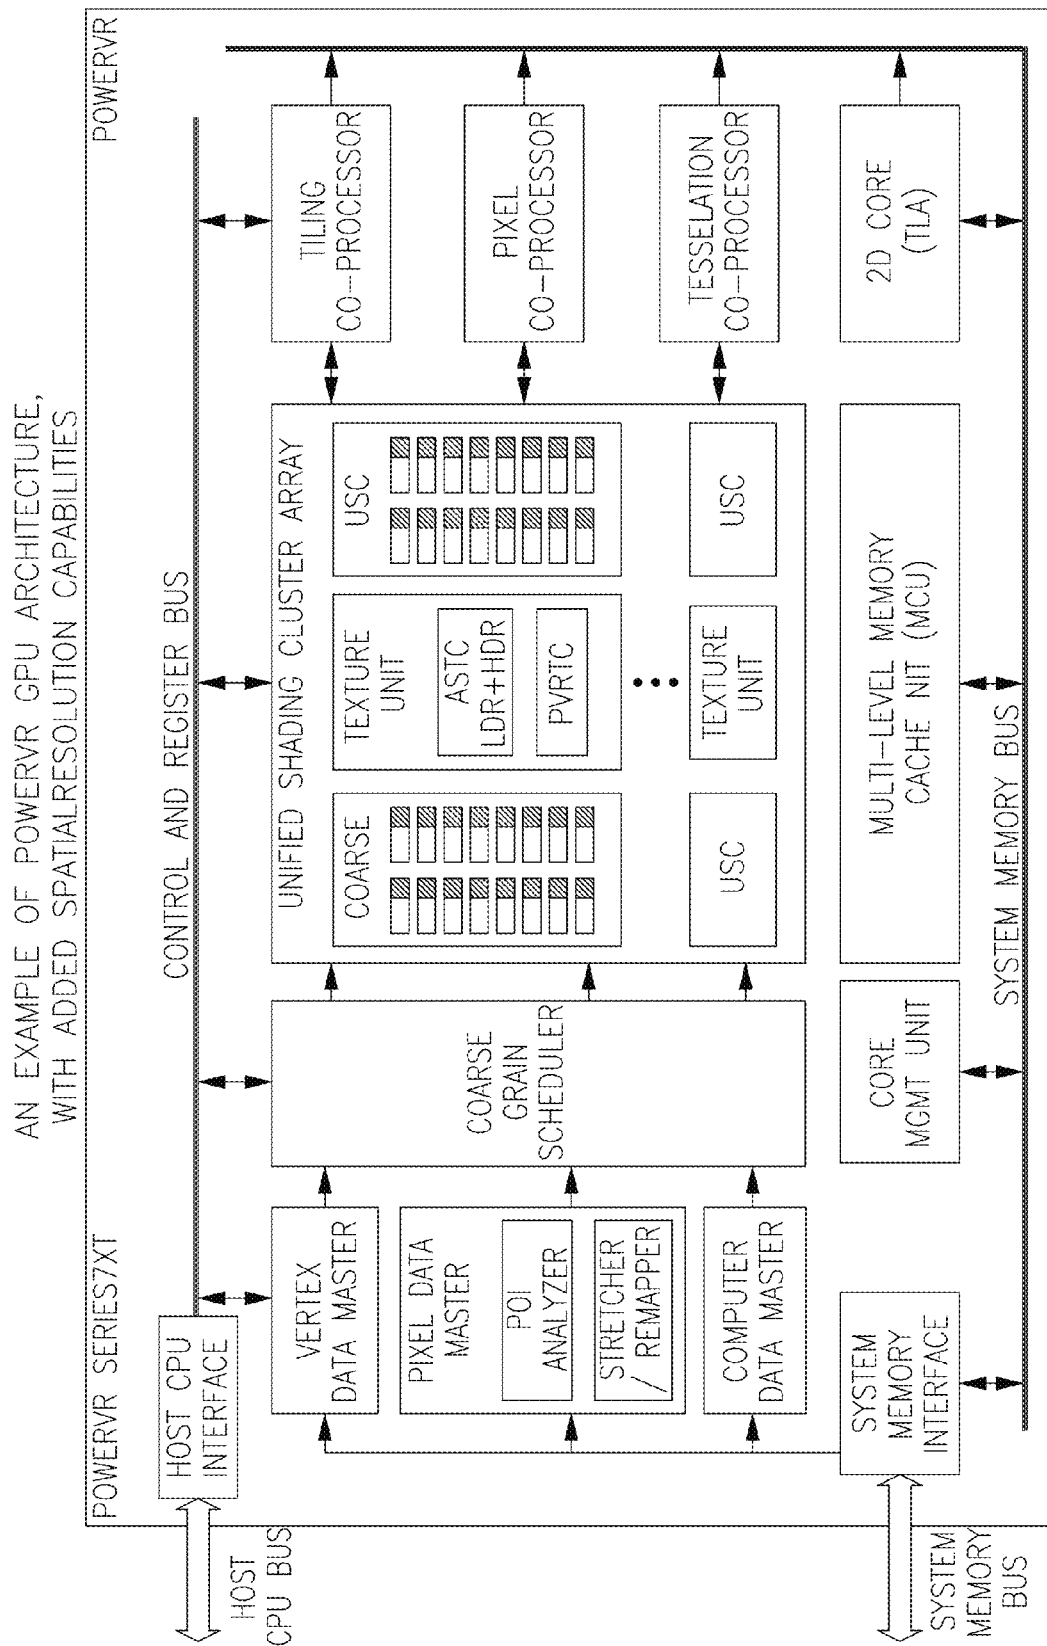 AN EXAMPLE OF POWERVR GPU ARCHITECTURE,
WITH ADDED SPATIALRESOLUTION CAPABILITIES
POWERVR SERIES7XT
POWERVR
HOST CPU
INTERFACE
HOST
CPU BUS
CONTROL AND REGISTER BUS
VERTEX
DATA MASTER
PIXEL DATA
MASTER
POI
ANALYZER
STRETCHER
/REMAPPER
COMPUTER
DATA MASTER
COARSE
GRAIN
SCHEDULER
UNIFIED SHADING CLUSTER ARRAY
COARSE
TEXTURE
UNIT
ASTC
LDR+HDR
PVRTC
USC
USC
TEXTURE
UNIT
USC
TILING
CO-PROCESSOR
PIXEL
CO-PROCESSOR
TESSELATION
CO-PROCESSOR
SYSTEM
MEMORY
INTERFACE
CORE
MGMT UNIT
MULTI-LEVEL MEMORY
CACHE NIT (MCU)
2D CORE
(TLA)
SYSTEM MEMORY BUS
SYSTEM
MEMORY
BUS